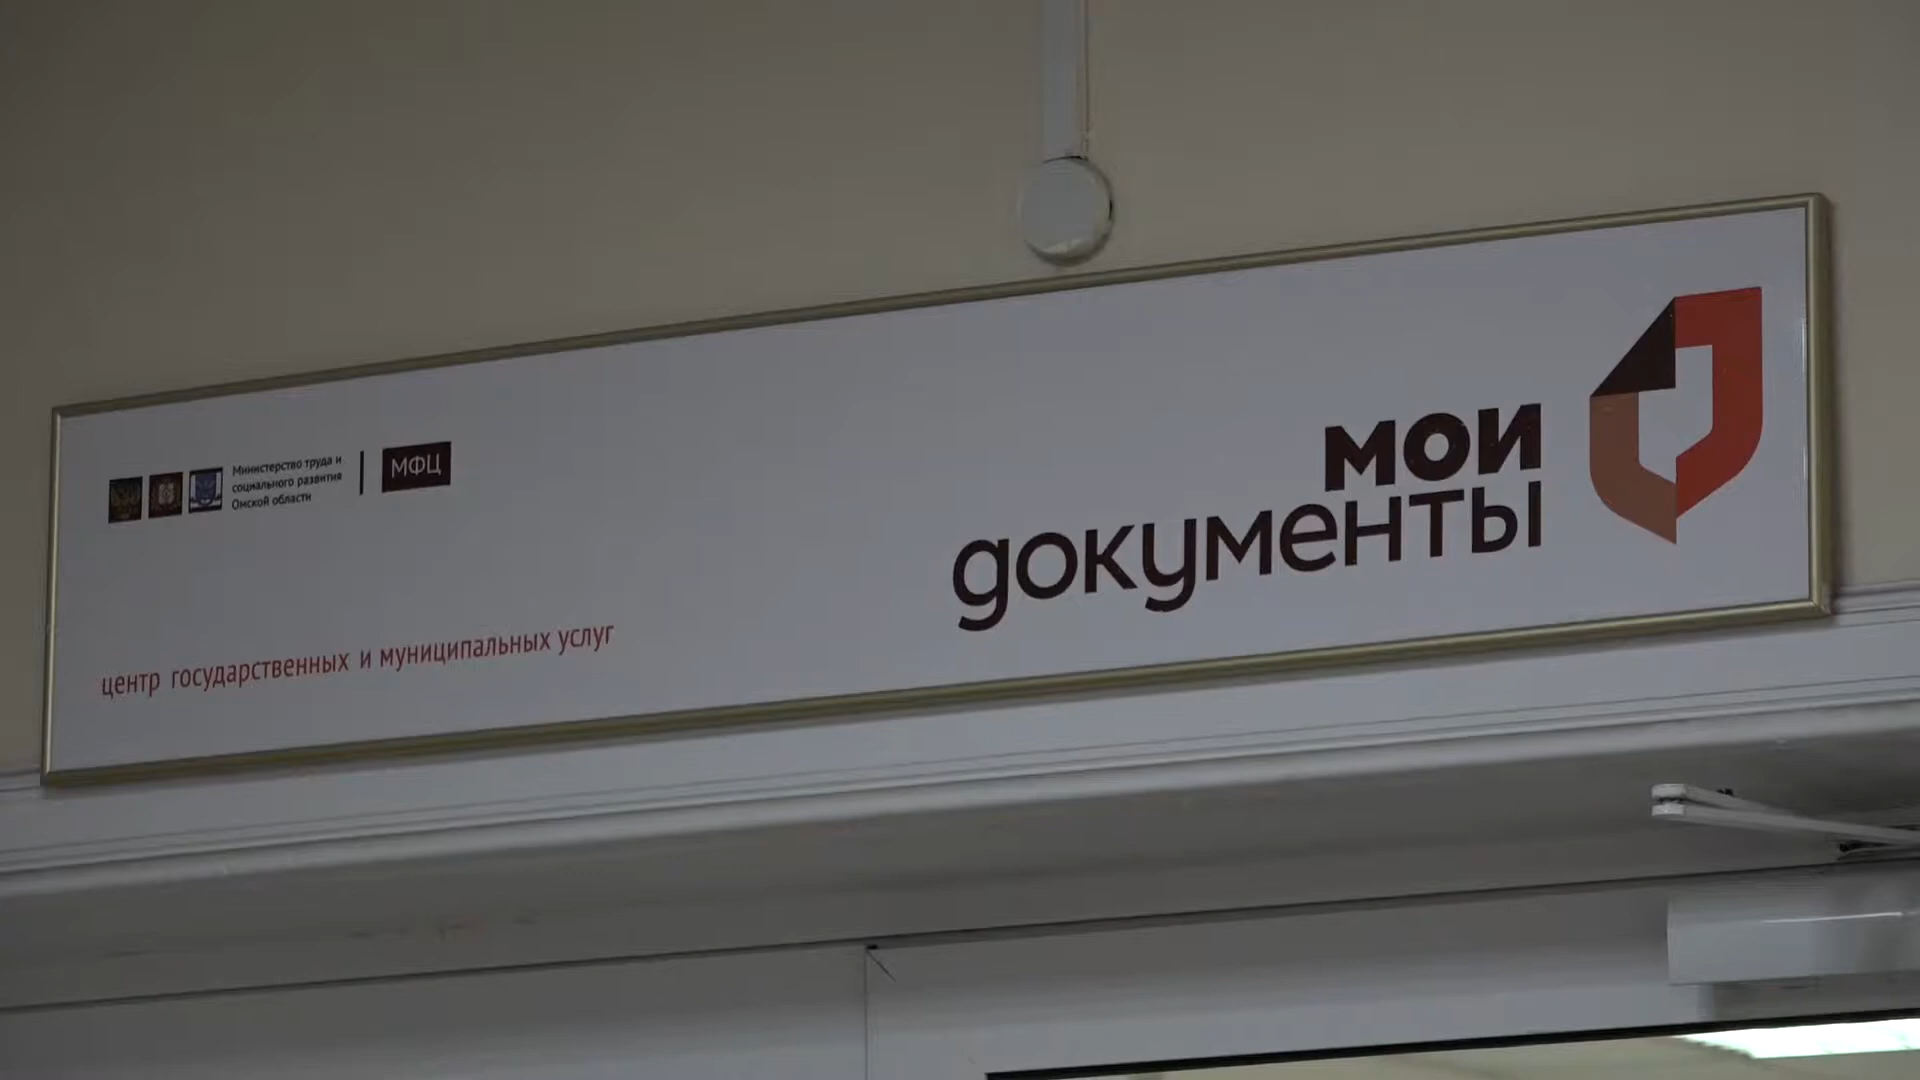 Министерство труда и
социального развития
Омской области
МФЦ
мои
документы
центр государственных и муниципальных услуг